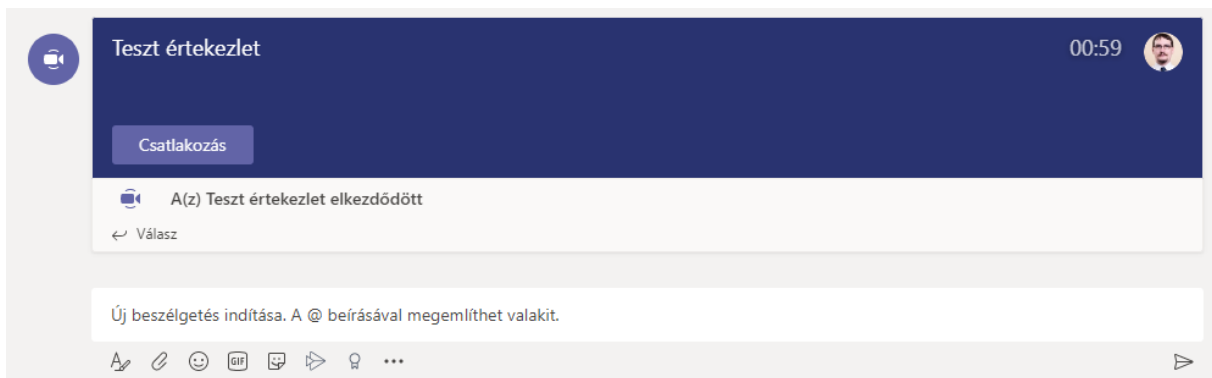 Teszt értekezlet
00:59
Csatlakozás
A(z) Teszt értekezlet elkezdődött
Válasz
Új beszélgetés indítása. A @ beírásával megemlíthet valakit.
GIF